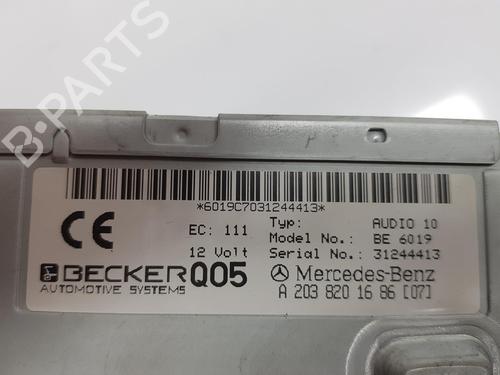 B-PARTS
*6019C7031244413*
CE
EC: 111
Typ: AUDIO 10
Model No.: BE 6019
12 Volt
Serial No.: 31244413
BECKER Q05
AUTOMOTIVE SYSTEMS
Mercedes-Benz
A 203 820 16 86 [07]